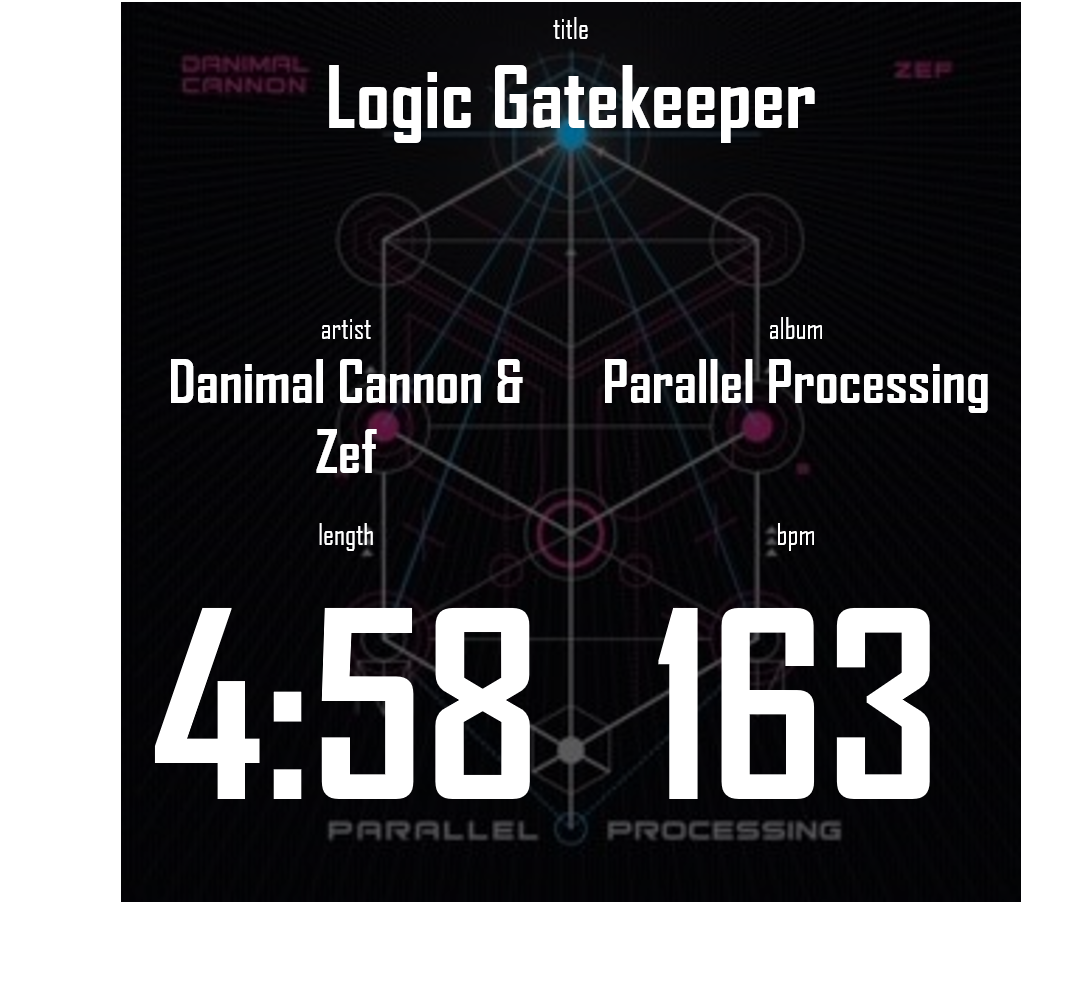 title
DANIMAL
CANNON
ZEF
Logic Gatekeeper
artist
Danimal Cannon &
Zef
album
Parallel Processing
length
4:58
bpm
163
PARALLEL PROCESSING